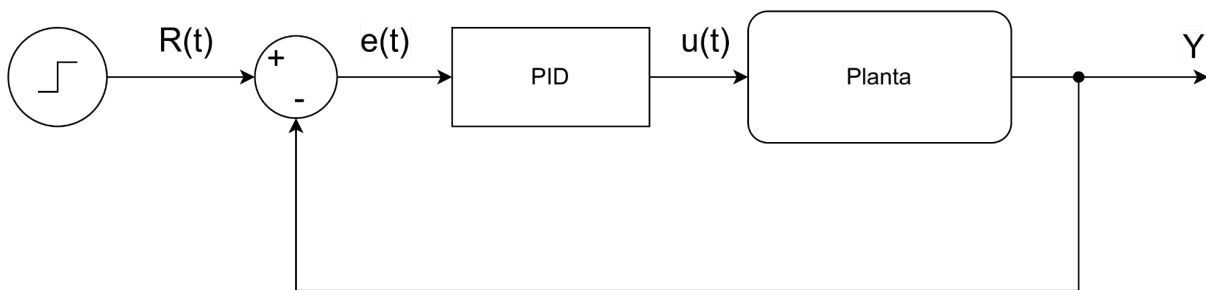 R(t)
+
-
e(t)
PID
u(t)
Planta
Y